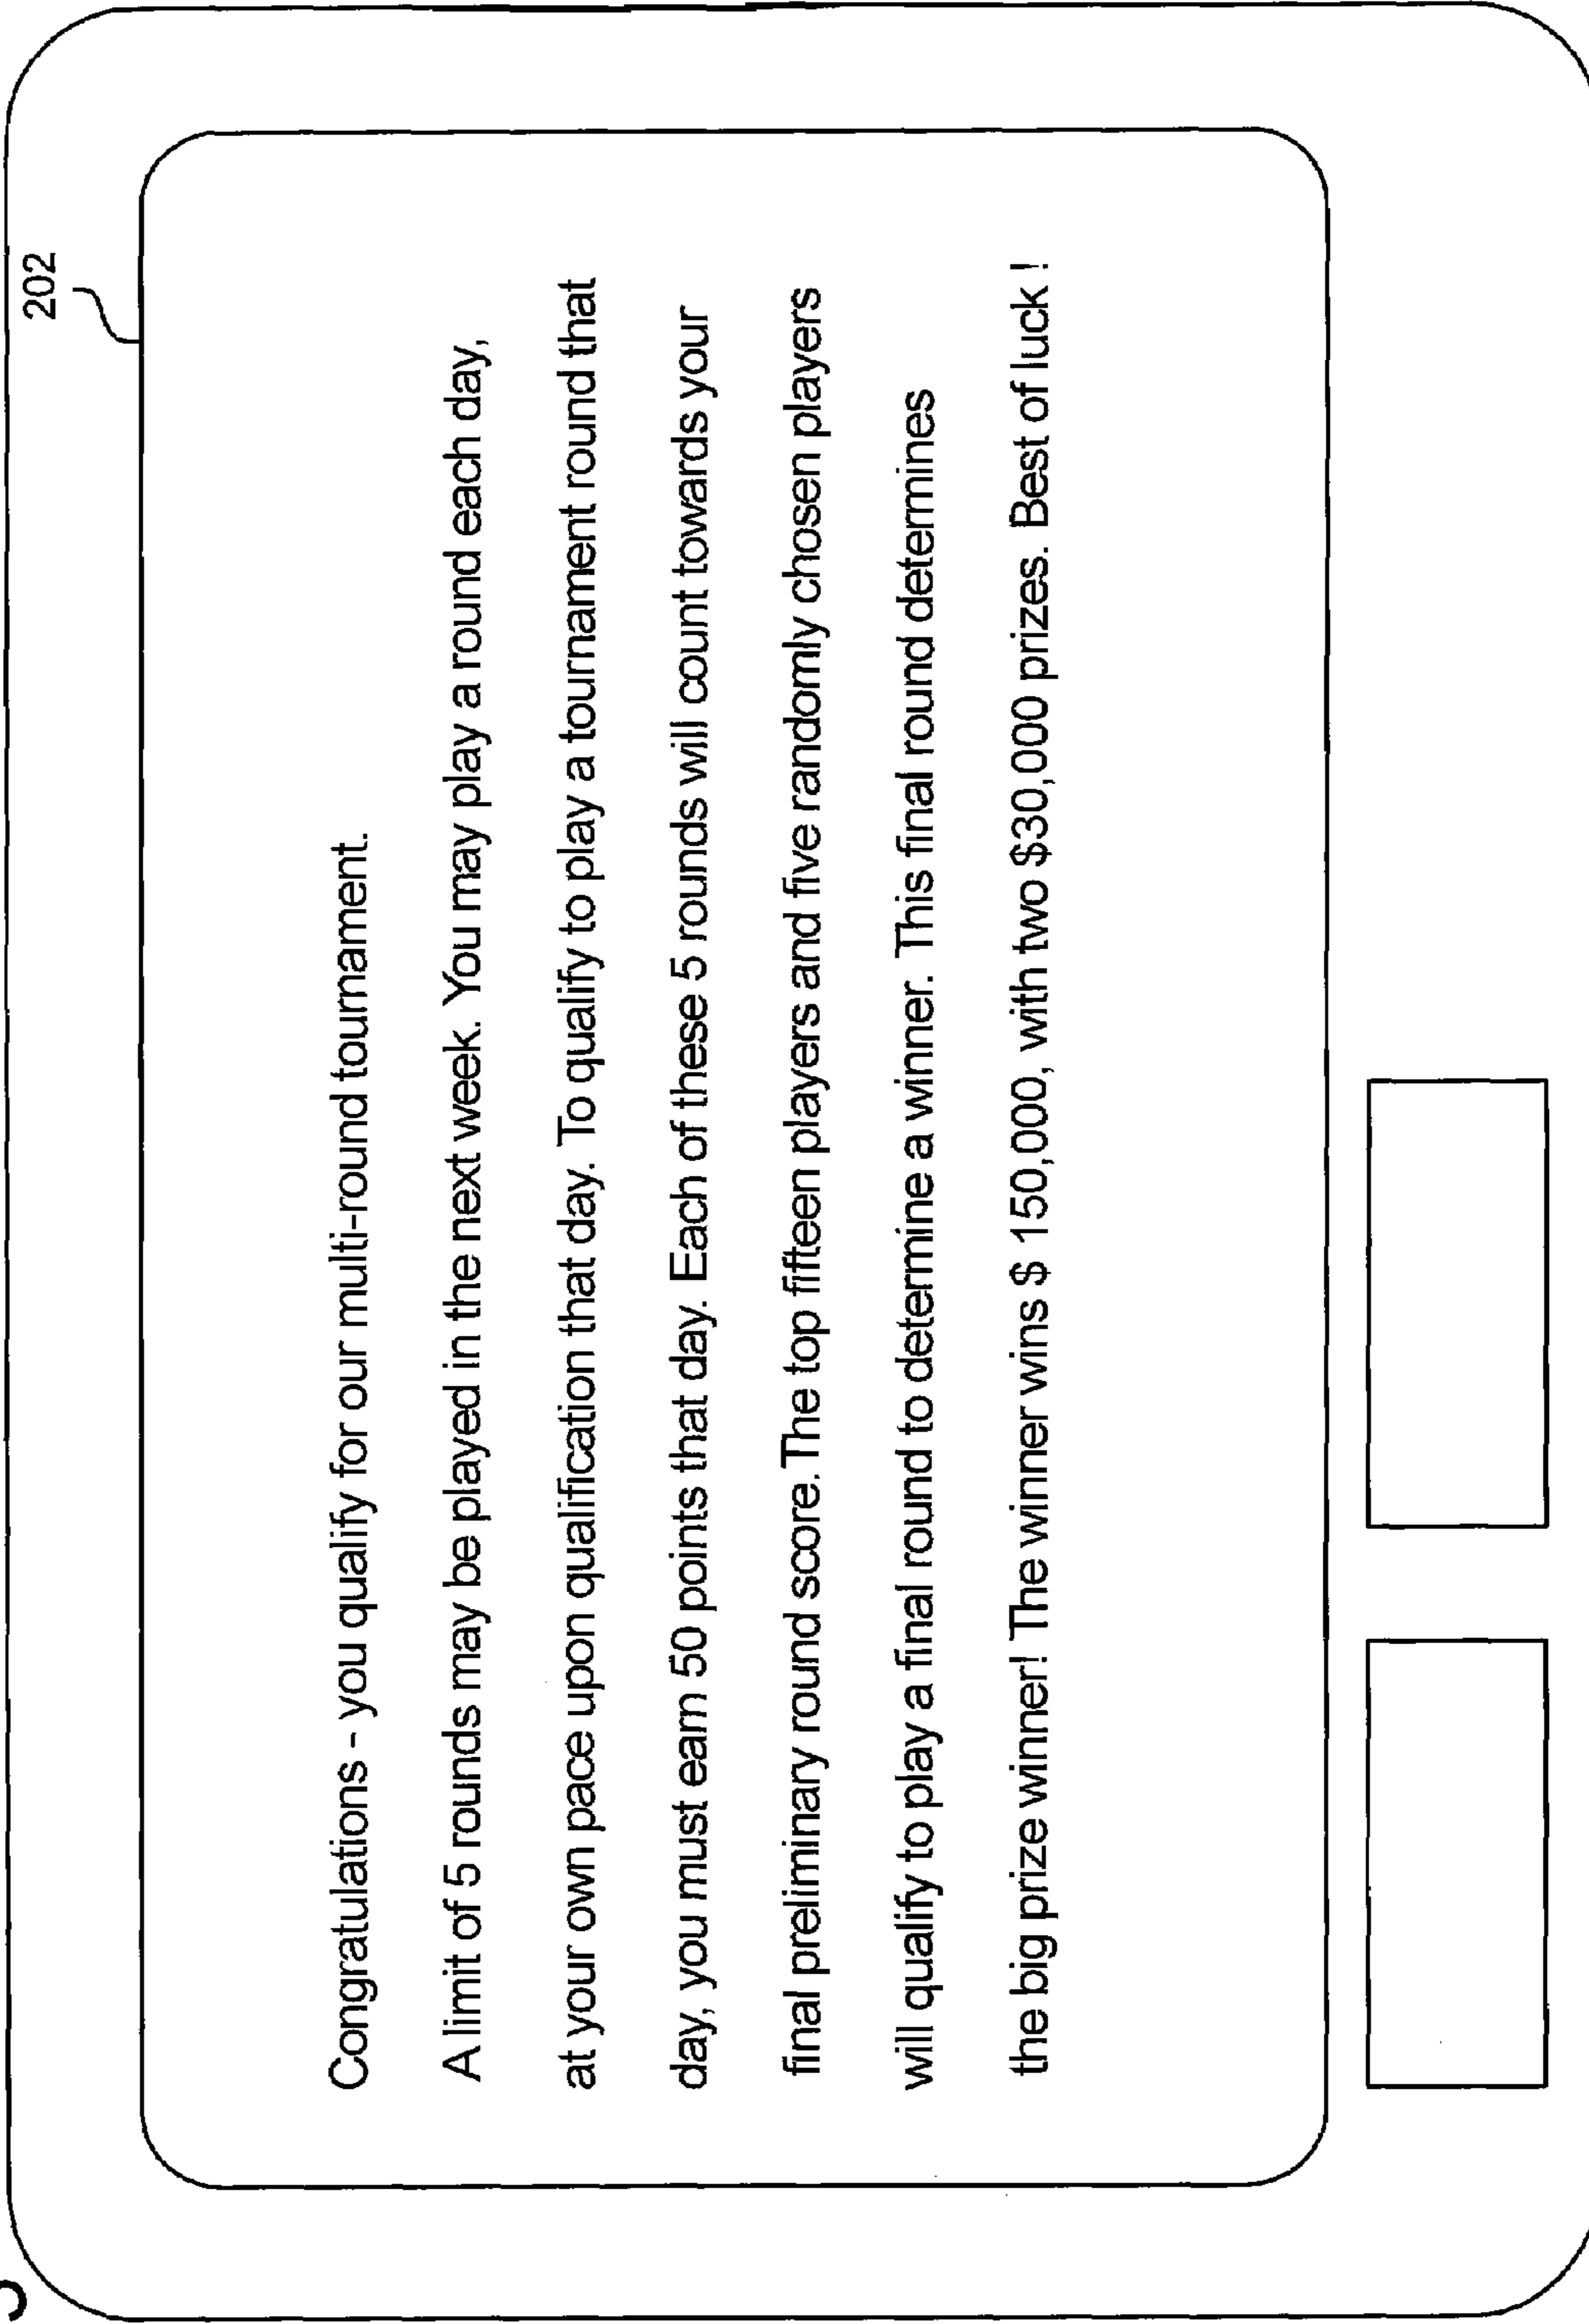 202
Congratulations - you qualify for our multi-round tournament.
A limit of 5 rounds may be played in the next week. You may play a round each day,
at your own pace upon qualification that day. To qualify to play a tournament round that
day, you must earn 50 points that day. Each of these 5 rounds will count towards your
final preliminary round score. The top fifteen players and five randomly chosen players
will qualify to play a final round to determine a winner. This final round determines
the big prize winner! The winner wins $ 150,000, with two $30,000 prizes. Best of luck !